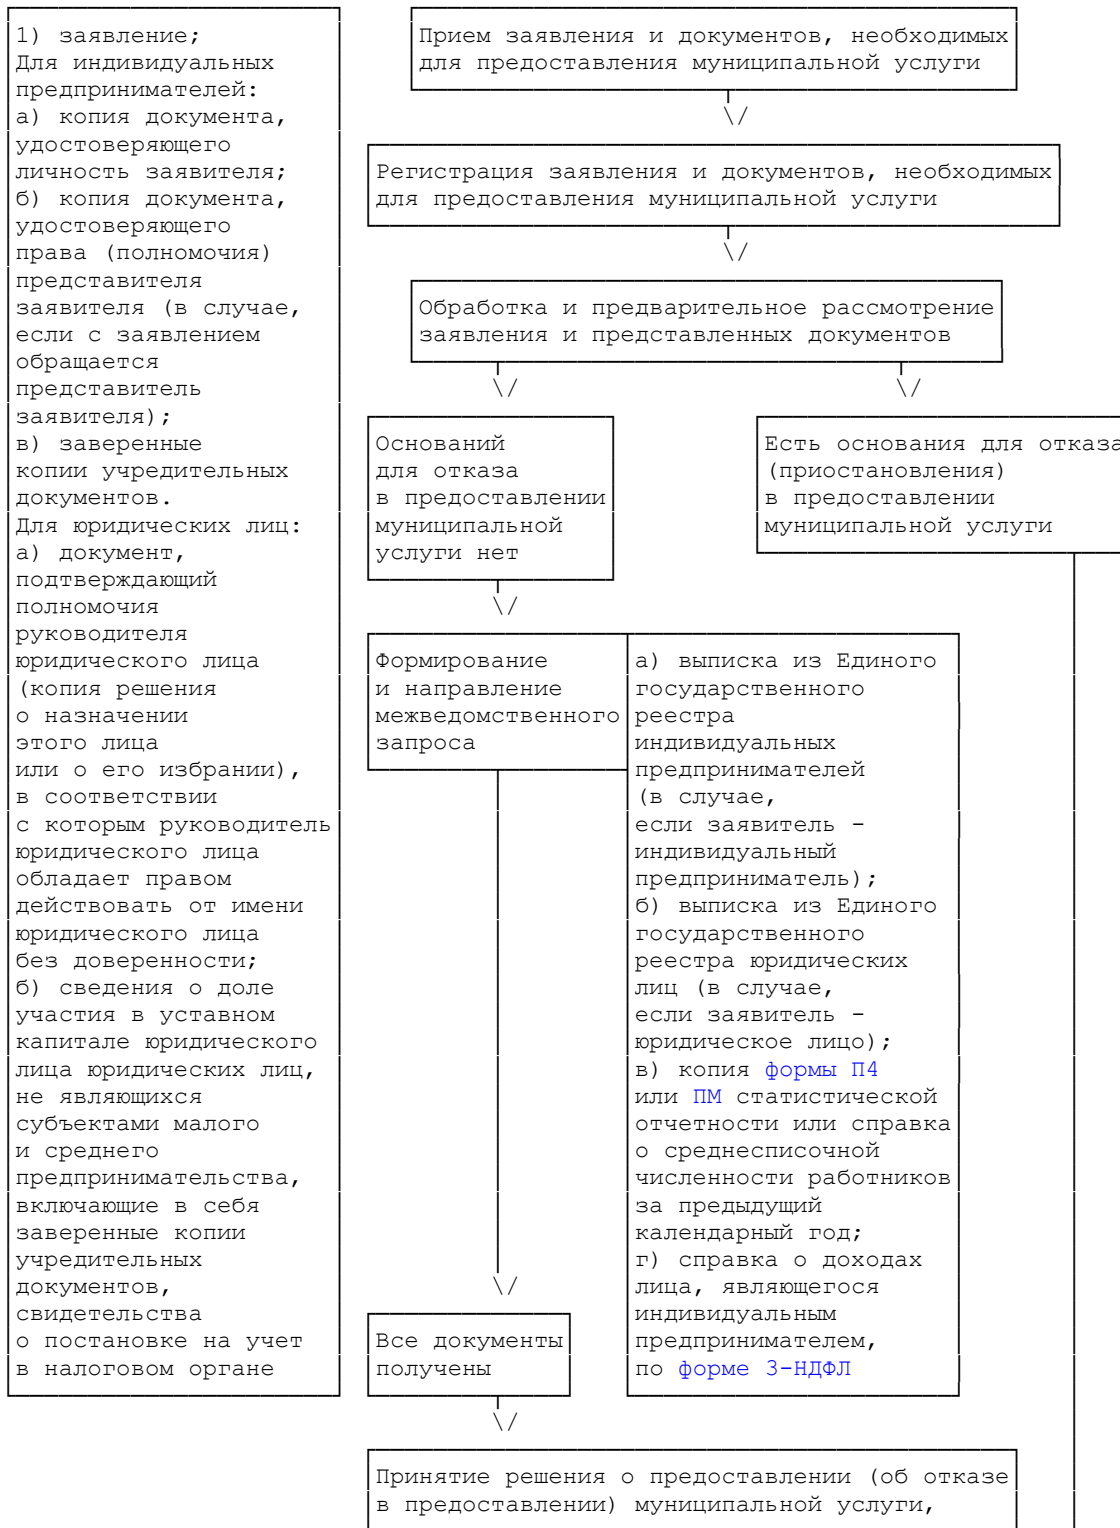 1) заявление;
Для индивидуальных
предпринимателей:
а) копия документа,
удостоверяющего
личность заявителя;
б) копия документа,
удостоверяющего
права (полномочия)
представителя
заявителя (в случае,
если с заявлением
обращается
представитель
заявителя);
в) заверенные
копии учредительных
документов.
Для юридических лиц:
а) документ,
подтверждающий
полномочия
руководителя
юридического лица
(копия решения
о назначении
этого лица
или о его избрании),
в соответствии
с которым руководитель
юридического лица
обладает правом
действовать от имени
юридического лица
без доверенности;
б) сведения о доле
участия в уставном
капитале юридического
лица юридических лиц,
не являющихся
субъектами малого
и среднего
предпринимательства,
включающие в себя
заверенные копии
учредительных
документов,
свидетельства
о постановке на учет
в налоговом органе
Прием заявления и документов, необходимых
для предоставления муниципальной услуги
Регистрация заявления и документов, необходимых
для предоставления муниципальной услуги
Обработка и предварительное рассмотрение
заявления и представленных документов
Оснований
для отказа
в предоставлении
муниципальной
услуги нет
Есть основания для отказа
(приостановления)
в предоставлении
муниципальной услуги
Формирование
и направление
межведомственного
запроса
а) выписка из Единого
государственного
реестра
индивидуальных
предпринимателей
(в случае,
если заявитель -
индивидуальный
предприниматель);
б) выписка из Единого
государственного
реестра юридических
лиц (в случае,
если заявитель -
юридическое лицо);
в) копия формы П4
или ПМ статистической
отчетности или справка
о среднесписочной
численности работников
за предыдущий
календарный год;
г) справка о доходах
лица, являющегося
индивидуальным
предпринимателем,
по форме 3-НДФЛ
Все документы
получены
Принятие решения о предоставлении (об отказе
в предоставлении) муниципальной услуги,